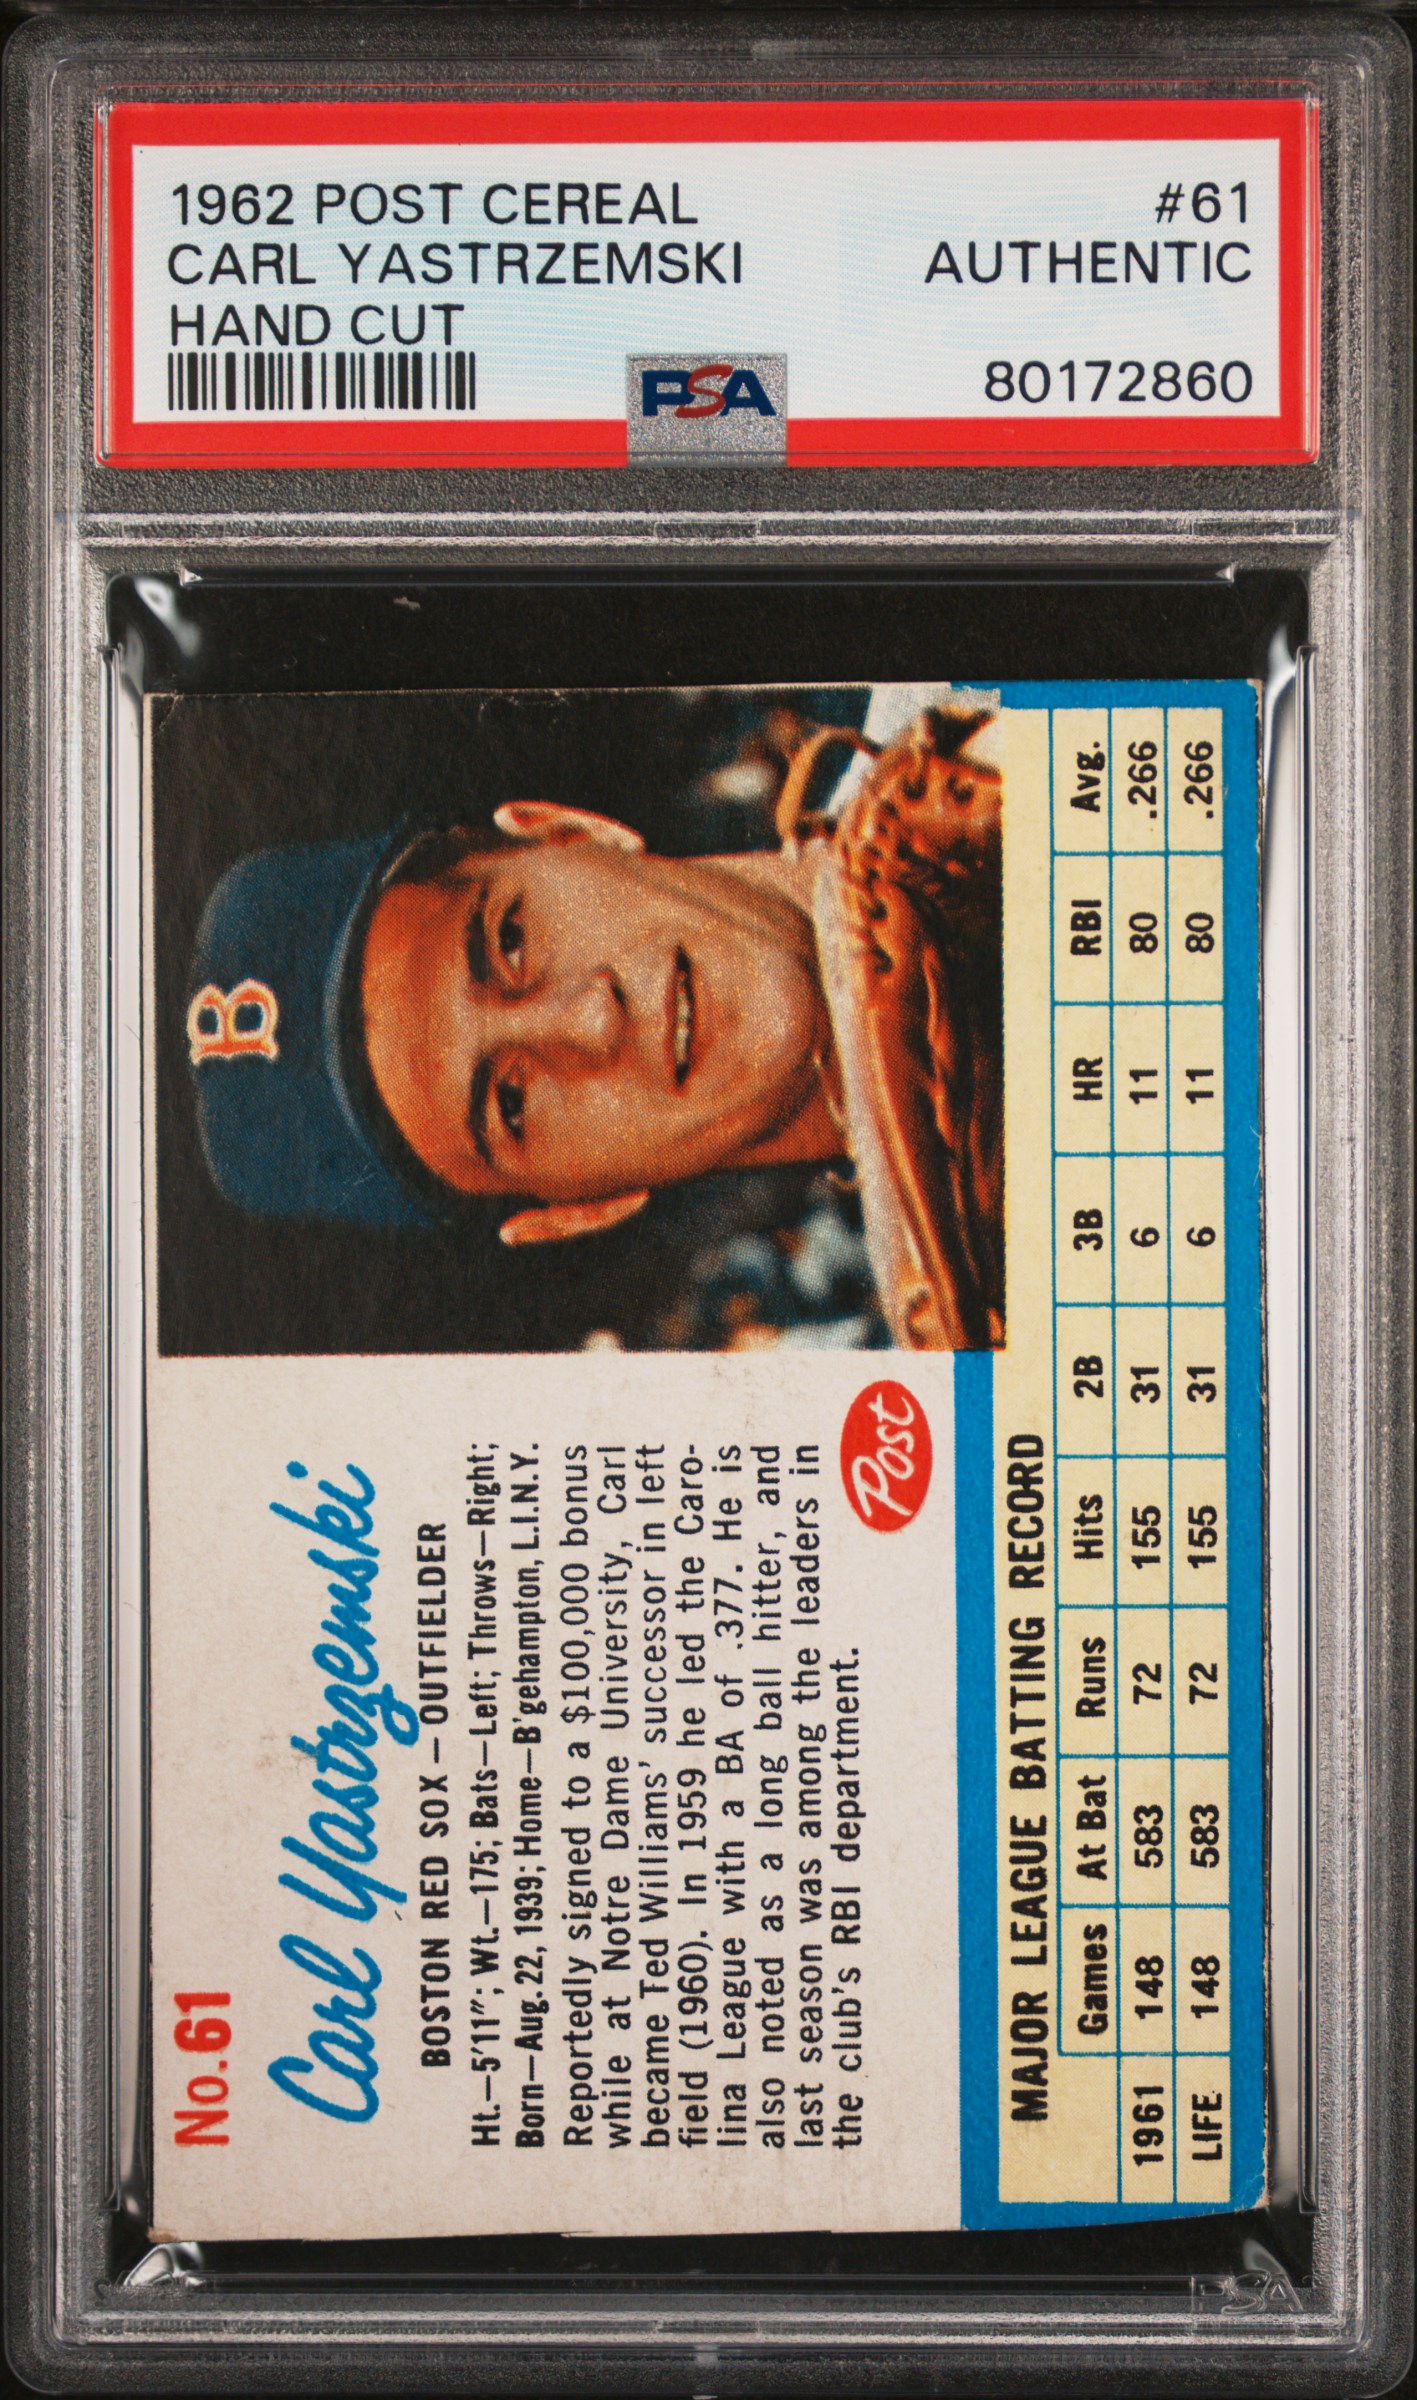 1962 POST CEREAL #61
CARL YASTRZEMSKI AUTHENTIC
HAND CUT
PSA 80172860
No.61
Carl Yastrzemski
BOSTON RED SOX – OUTFIELDER
Ht.—5'11"; Wt.—175; Bats—Left; Throws—Right;
Born—Aug. 22, 1939; Home—B'gehampton, L.I.N.Y.
Reportedly signed to a $100,000 bonus
while at Notre Dame University, Carl
became Ted Williams' successor in left
field (1960). In 1959 he led the Caro-
lina League with a BA of .377. He is
also noted as a long ball hitter, and
last season was among the leaders in
the club's RBI department.
Post
B
MAJOR LEAGUE BATTING RECORD
Games At Bat Runs Hits 2B 3B HR RBI Avg.
1961 148 583 72 155 31 6 11 80 .266
LIFE 148 583 72 155 31 6 11 80 .266
PSA